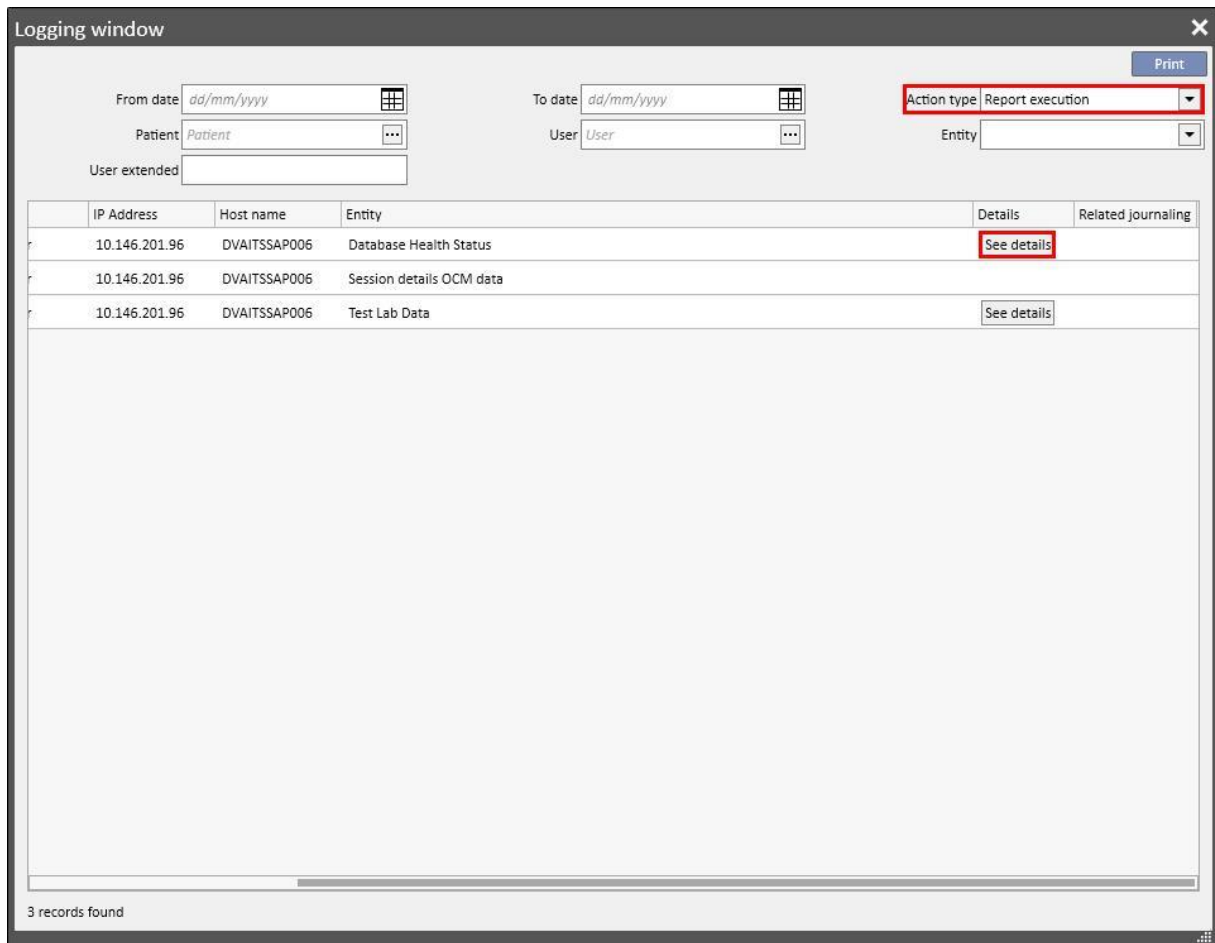 Logging window
Print
From date dd/mm/yyyy To date dd/mm/yyyy Action type Report execution
Patient Patient User User Entity
User extended
IP Address Host name Entity Details Related journaling
r 10.146.201.96 DVAITSSAP006 Database Health Status See details
r 10.146.201.96 DVAITSSAP006 Session details OCM data
r 10.146.201.96 DVAITSSAP006 Test Lab Data See details
3 records found